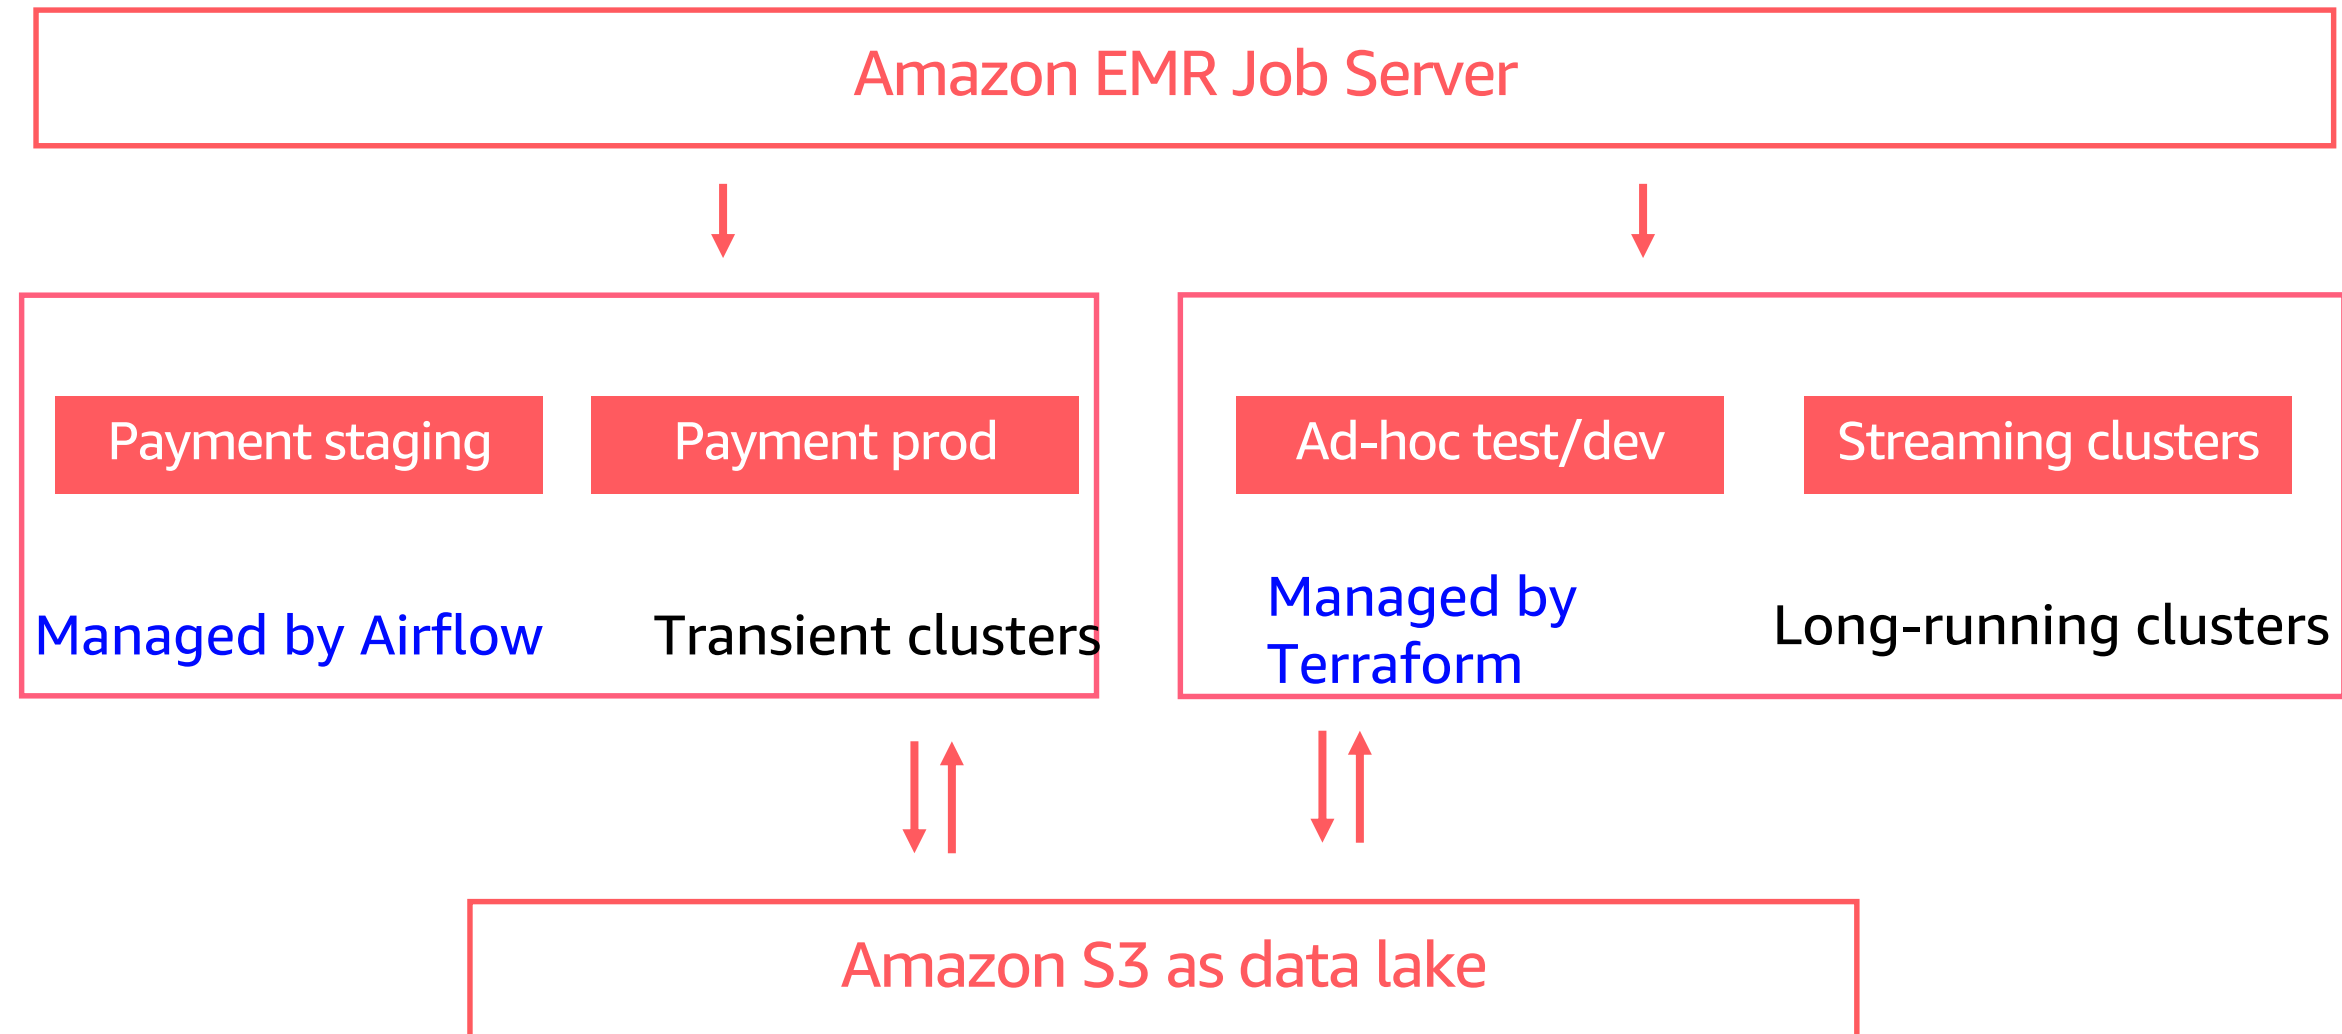 Amazon EMR Job Server
Payment staging
Payment prod
Ad-hoc test/dev
Streaming clusters
Managed by Airflow
Transient clusters
Managed by
Terraform
Long-running clusters
Amazon S3 as data lake